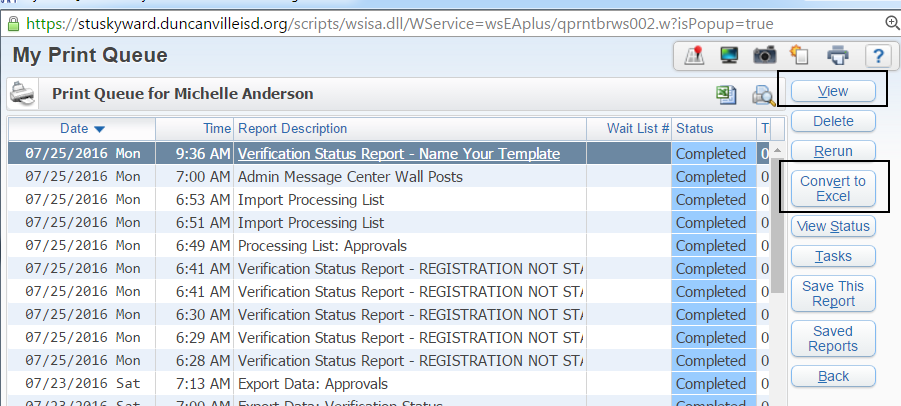 https://stuskyward.duncanvilleisd.org/scripts/wsisa.dll/WService=wsEAplus/qprntbrws002.w?isPopup=true
My Print Queue
?
Print Queue for Michelle Anderson
Date Time Report Description Wait List # Status T
07/25/2016 Mon 9:36 AM Verification Status Report - Name Your Template Completed 0
07/25/2016 Mon 7:00 AM Admin Message Center Wall Posts Completed 0
07/25/2016 Mon 6:53 AM Import Processing List Completed 0
07/25/2016 Mon 6:51 AM Import Processing List Completed 0
07/25/2016 Mon 6:49 AM Processing List: Approvals Completed 0
07/25/2016 Mon 6:41 AM Verification Status Report - REGISTRATION NOT STA Completed 0
07/25/2016 Mon 6:41 AM Verification Status Report - REGISTRATION NOT STA Completed 0
07/25/2016 Mon 6:30 AM Verification Status Report - REGISTRATION NOT STA Completed 0
07/25/2016 Mon 6:29 AM Verification Status Report - REGISTRATION NOT STA Completed 0
07/25/2016 Mon 6:28 AM Verification Status Report - REGISTRATION NOT STA Completed 0
07/23/2016 Sat 7:13 AM Export Data: Approvals Completed 0
07/23/2016 Sat 7:00 AM Export Data: Verification Status Completed 0
View
Delete
Rerun
Convert to
Excel
View Status
Tasks
Save This
Report
Saved
Reports
Back